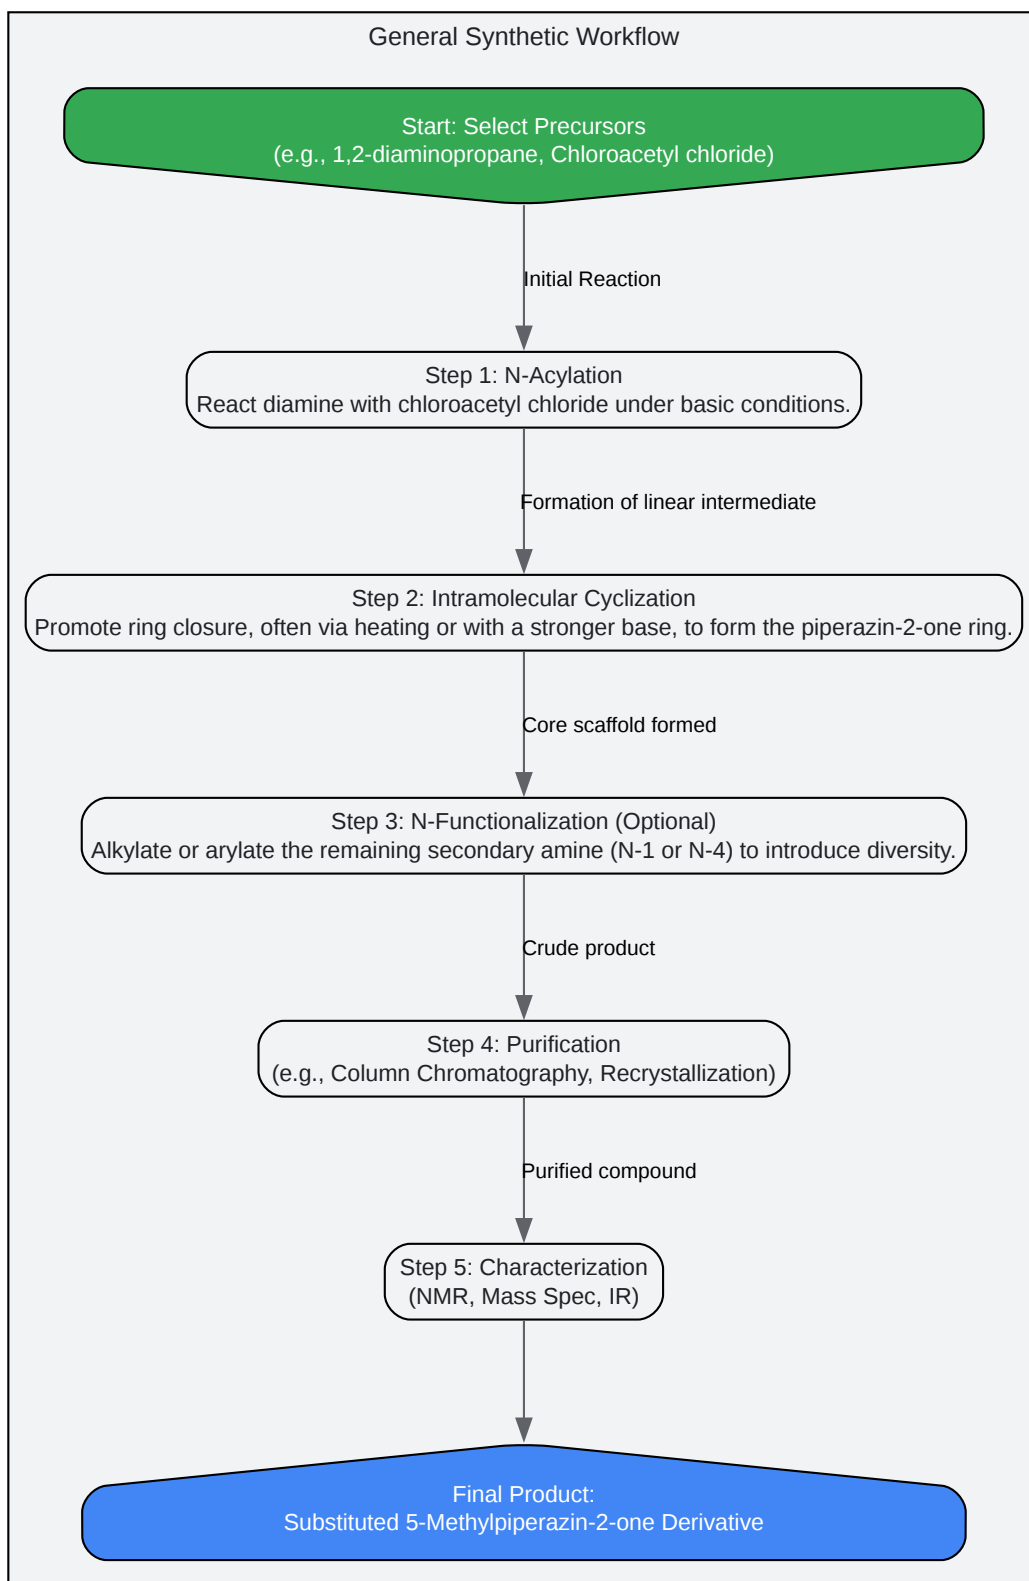 General Synthetic Workflow
Start: Select Precursors
(e.g., 1,2-diaminopropane, Chloroacetyl chloride)
Initial Reaction
Step 1: N-Acylation
React diamine with chloroacetyl chloride under basic conditions.
Formation of linear intermediate
Step 2: Intramolecular Cyclization
Promote ring closure, often via heating or with a stronger base, to form the piperazin-2-one ring.
Core scaffold formed
Step 3: N-Functionalization (Optional)
Alkylate or arylate the remaining secondary amine (N-1 or N-4) to introduce diversity.
Crude product
Step 4: Purification
(e.g., Column Chromatography, Recrystallization)
Purified compound
Step 5: Characterization
(NMR, Mass Spec, IR)
Final Product:
Substituted 5-Methylpiperazin-2-one Derivative